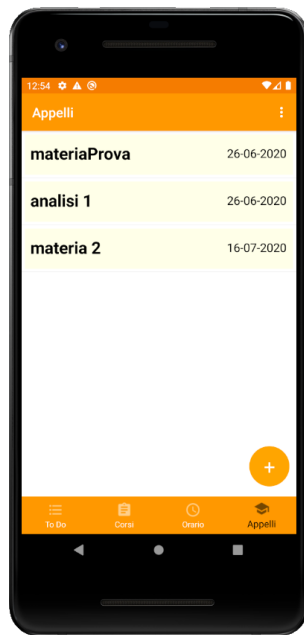 12:54
Appelli
materiaProva 26-06-2020
analisi 1 26-06-2020
materia 2 16-07-2020
+
To Do Corsi Orario Appelli